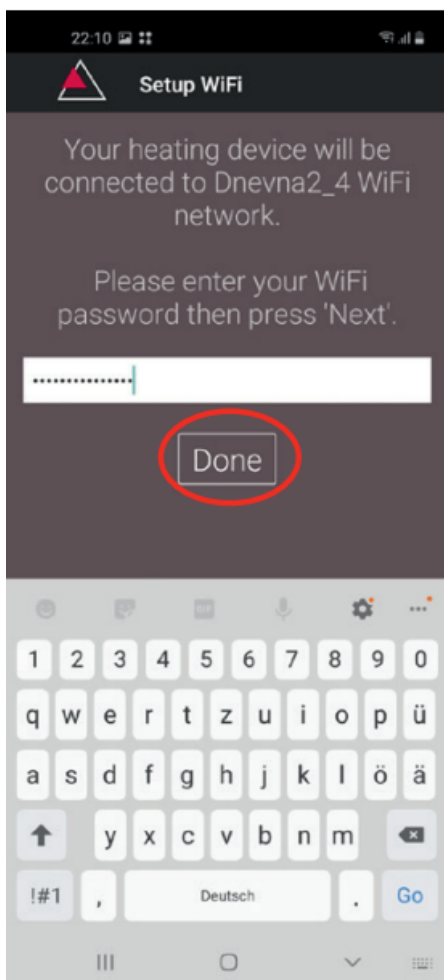 22:10
Setup WiFi
Your heating device will be
connected to Dnevna2_4 WiFi
network.
Please enter your WiFi
password then press 'Next'.
•••••••••••••••
Done
GIF
1 2 3 4 5 6 7 8 9 0
q w e r t z u i o p ü
a s d f g h j k l ö ä
y x c v b n m
!#1 , Deutsch . Go